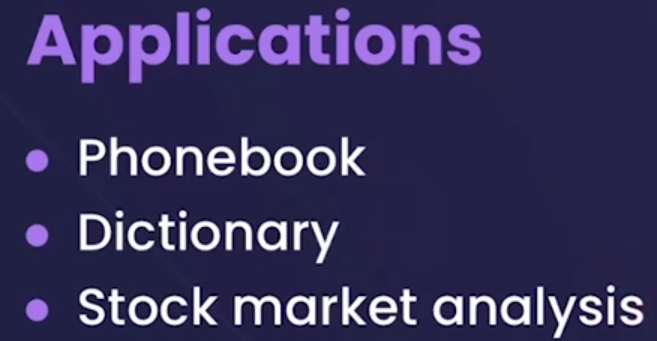 Applications
Phonebook
Dictionary
Stock market analysis